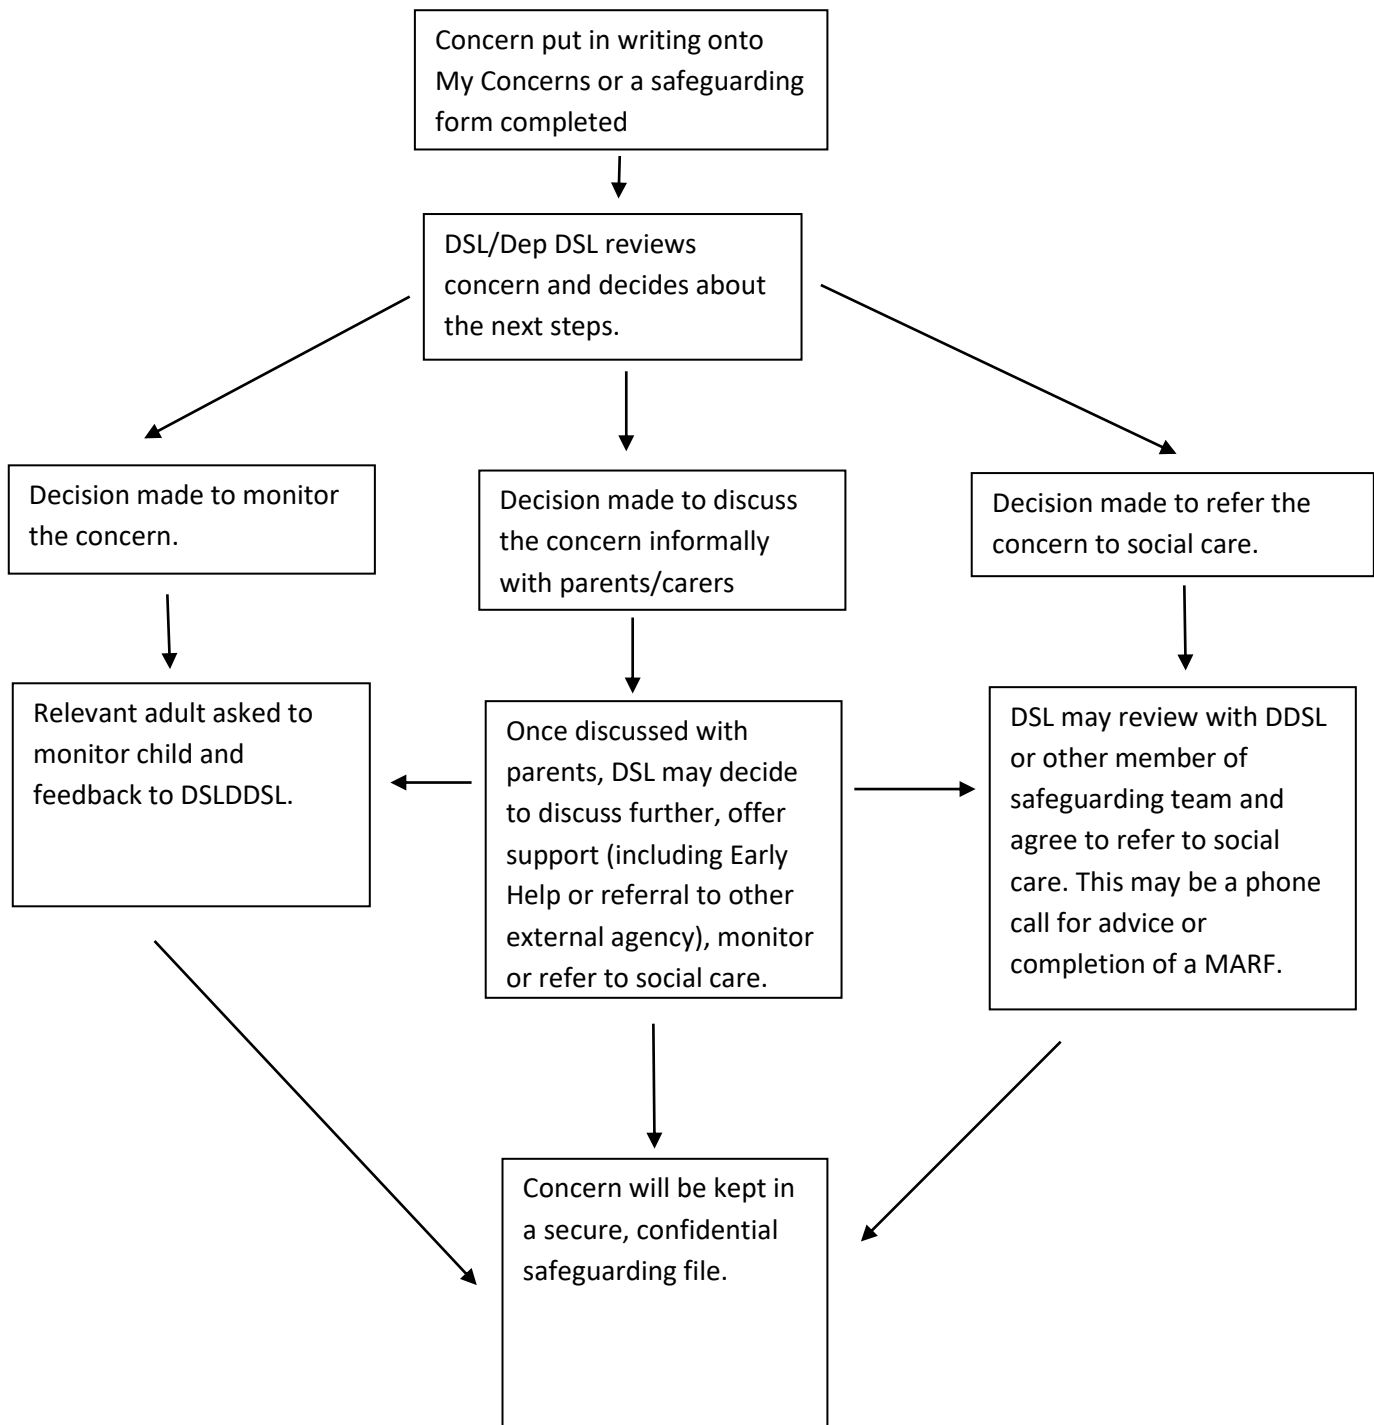 Concern put in writing onto
My Concerns or a safeguarding
form completed
DSL/Dep DSL reviews
concern and decides about
the next steps.
Decision made to monitor
the concern.
Decision made to discuss
the concern informally
with parents/carers
Decision made to refer the
concern to social care.
Relevant adult asked to
monitor child and
feedback to DSLDDSL.
Once discussed with
parents, DSL may decide
to discuss further, offer
support (including Early
Help or referral to other
external agency), monitor
or refer to social care.
DSL may review with DDSL
or other member of
safeguarding team and
agree to refer to social
care. This may be a phone
call for advice or
completion of a MARF.
Concern will be kept in
a secure, confidential
safeguarding file.